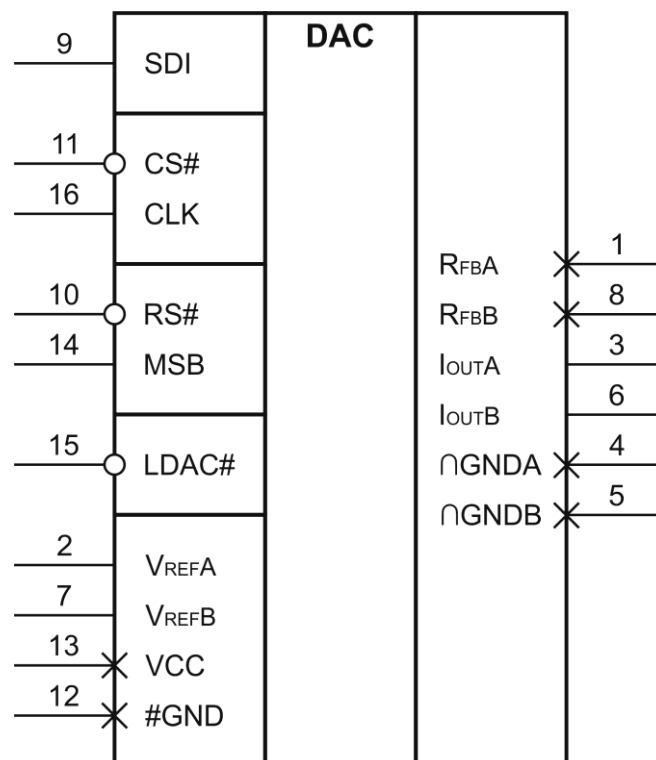 DAC
9 SDI
11 CS#
16 CLK
10 RS#
14 MSB
15 LDAC#
2 VREFA
7 VREFB
13 VCC
12 #GND
RFBA 1
RFBB 8
IOUTA 3
IOUTB 6
∩GNDA 4
∩GNDB 5